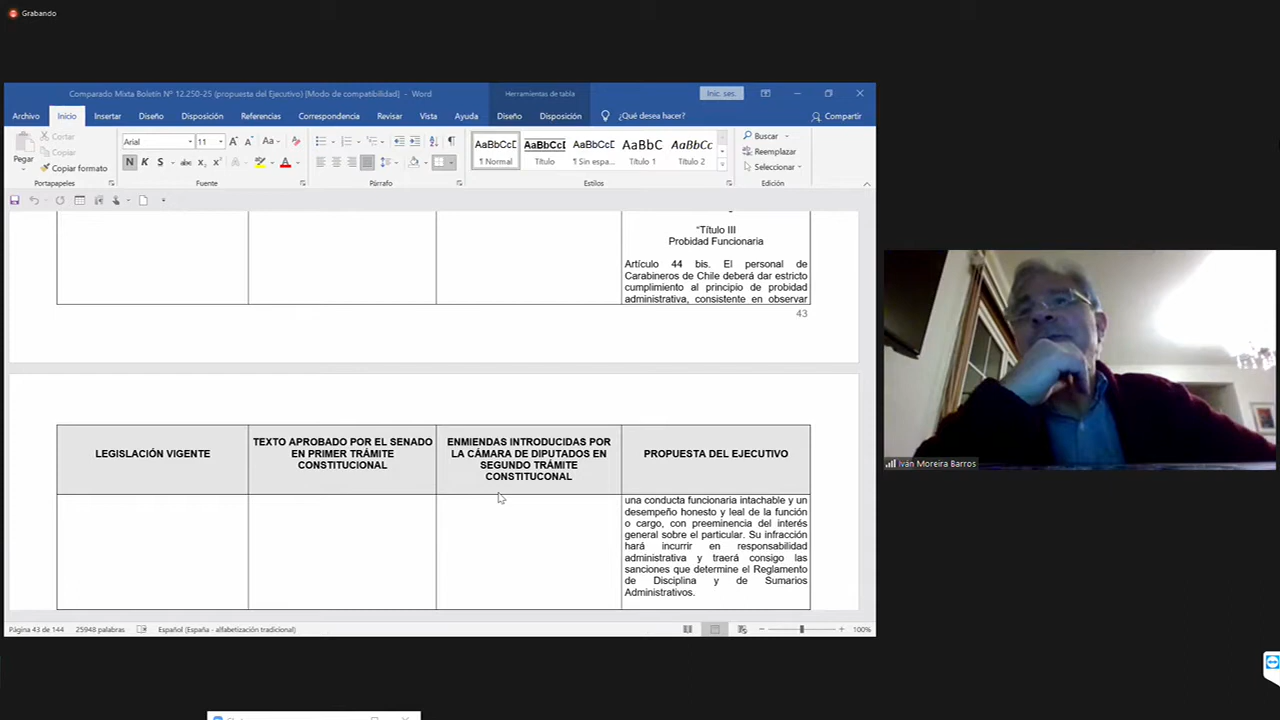 Grabando
Comparado Mixta Boletín Nº 12.250-25 (propuesta del Ejecutivo) [Modo de compatibilidad] - Word
Herramientas de tabla
Inic. ses.
Archivo Inicio Insertar Diseño Disposición Referencias Correspondencia Revisar Vista Ayuda Diseño Disposición ¿Qué desea hacer? Compartir
Pegar
Cortar
Copiar
Copiar formato
Portapapeles
Arial 11
N K S abc x₂ x²
Fuente
Párrafo
AaBbCcD AaBbCcI AaBbCcD AaBbC AaBbCc
¶ Normal Titulo ¶ Sin espa... Título 1 Título 2
Estilos
Buscar
Reemplazar
Seleccionar
Edición
“Título III
Probidad Funcionaria
Artículo 44 bis. El personal de
Carabineros de Chile deberá dar estricto
cumplimiento al principio de probidad
administrativa, consistente en observar
43
LEGISLACIÓN VIGENTE
TEXTO APROBADO POR EL SENADO
EN PRIMER TRÁMITE
CONSTITUCIONAL
ENMIENDAS INTRODUCIDAS POR
LA CÁMARA DE DIPUTADOS EN
SEGUNDO TRÁMITE
CONSTITUCONAL
PROPUESTA DEL EJECUTIVO
una conducta funcionaria intachable y un
desempeño honesto y leal de la función
o cargo, con preeminencia del interés
general sobre el particular. Su infracción
hará incurrir en responsabilidad
administrativa y traerá consigo las
sanciones que determine el Reglamento
de Disciplina y de Sumarios
Administrativos.
Página 43 de 144 25948 palabras Español (España - alfabetización tradicional) 100%
Iván Moreira Barros